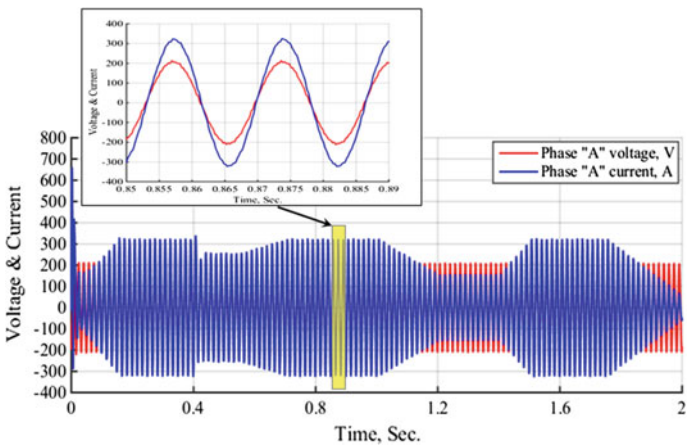 400
300
200
100
0
-100
-200
-300
-400
Voltage & Current
0.85 0.855 0.86 0.865 0.87 0.875 0.88 0.885 0.89
Time, Sec.
800
700
600
500
400
300
200
100
0
-100
-200
-300
-400
Voltage & Current
Phase "A" voltage, V
Phase "A" current, A
0 0.4 0.8 1.2 1.6 2
Time, Sec.